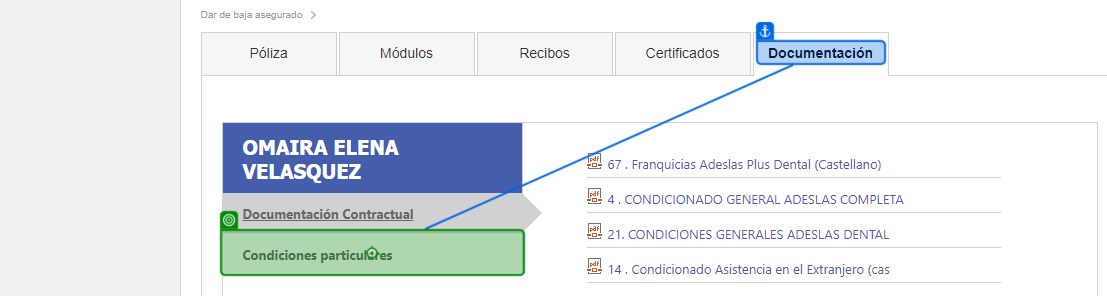 Dar de baja asegurado >
Póliza Módulos Recibos Certificados Documentación
OMAIRA ELENA
VELASQUEZ
Documentación Contractual
Condiciones particulares
67 . Franquicias Adeslas Plus Dental (Castellano)
4 . CONDICIONADO GENERAL ADESLAS COMPLETA
21. CONDICIONES GENERALES ADESLAS DENTAL
14 . Condicionado Asistencia en el Extranjero (cas